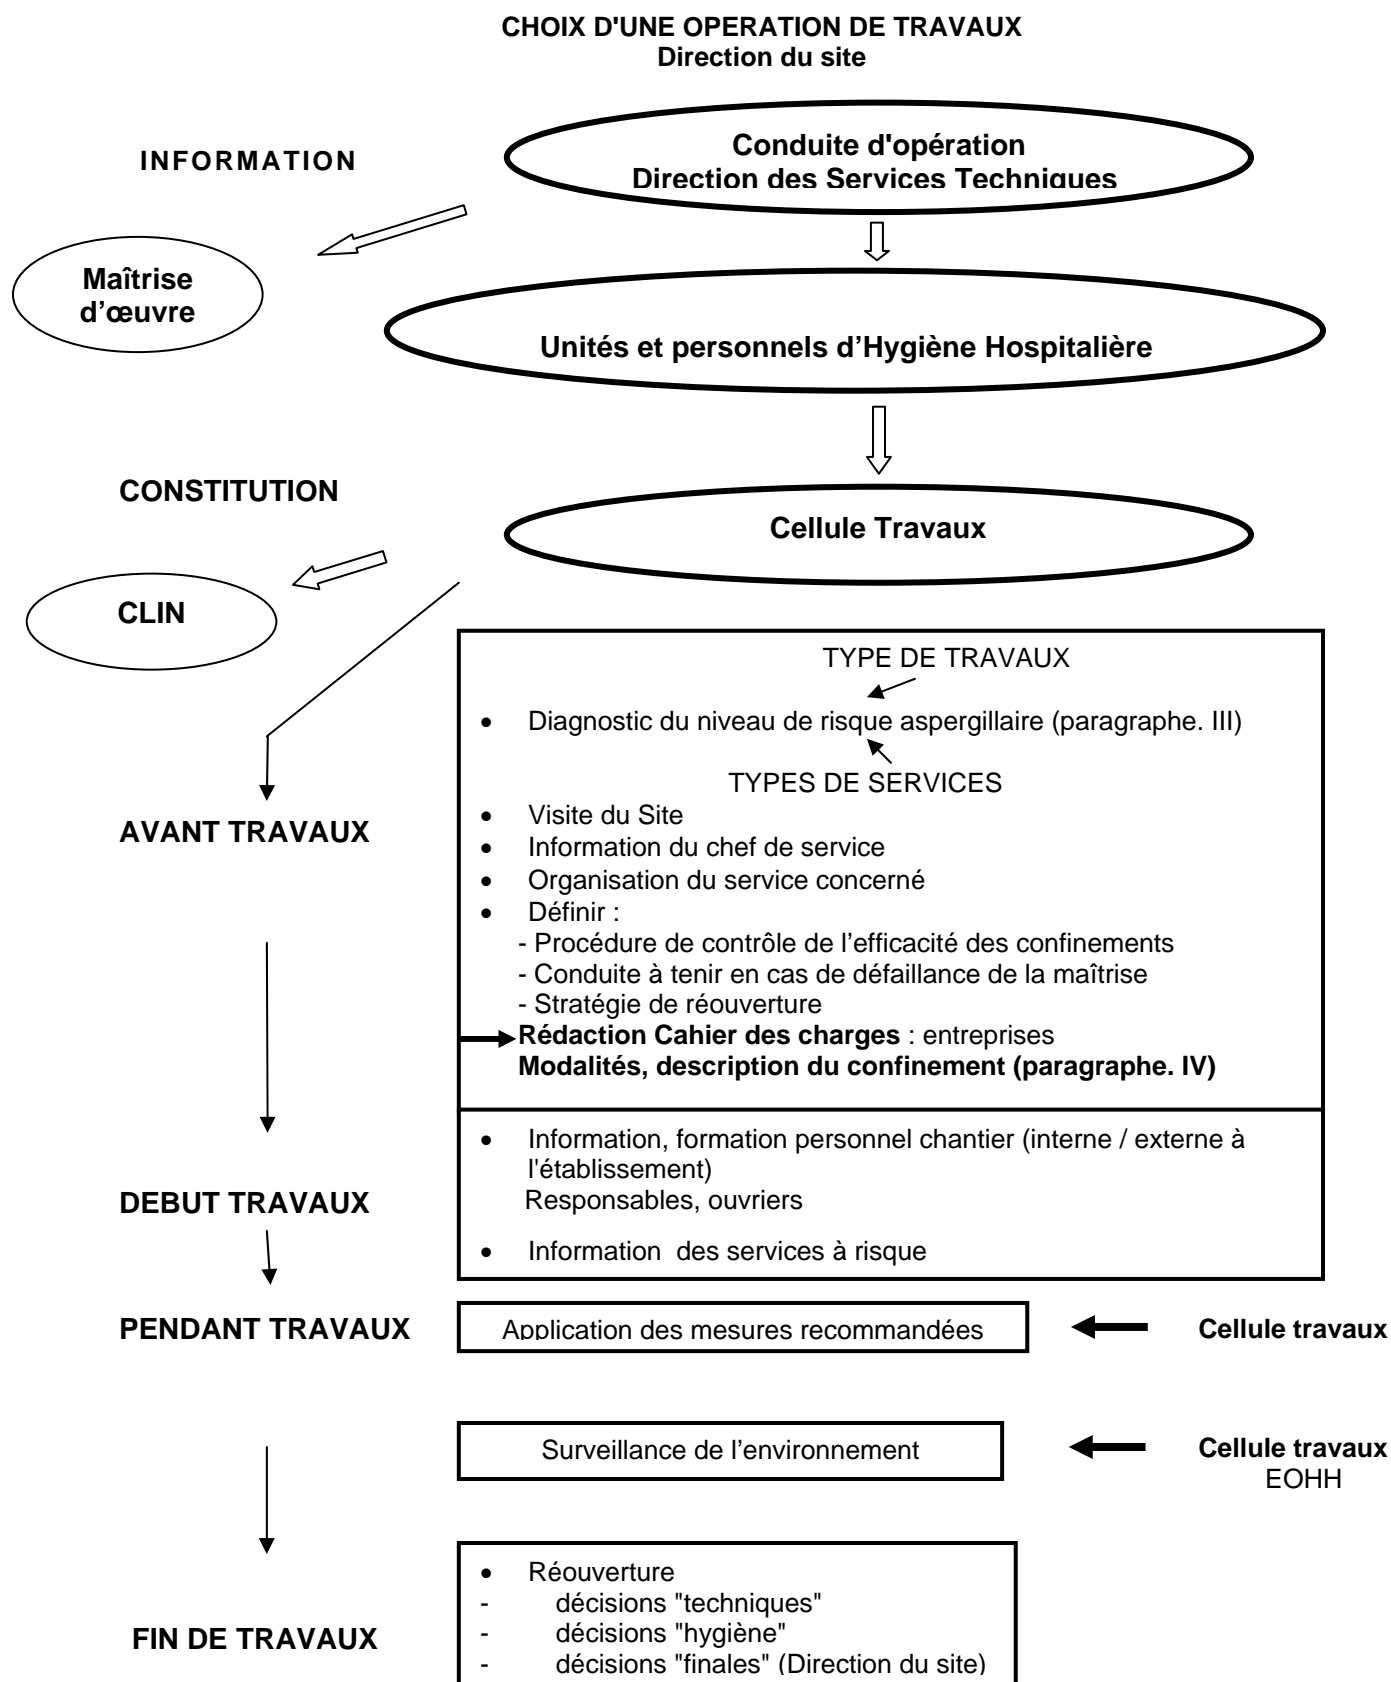 CHOIX D'UNE OPERATION DE TRAVAUX
Direction du site
INFORMATION
Conduite d'opération
Direction des Services Techniques
Maîtrise
d’œuvre
Unités et personnels d’Hygiène Hospitalière
CONSTITUTION
Cellule Travaux
CLIN
TYPE DE TRAVAUX
• Diagnostic du niveau de risque aspergillaire (paragraphe. III)
TYPES DE SERVICES
AVANT TRAVAUX
• Visite du Site
• Information du chef de service
• Organisation du service concerné
• Définir :
- Procédure de contrôle de l’efficacité des confinements
- Conduite à tenir en cas de défaillance de la maîtrise
- Stratégie de réouverture
Rédaction Cahier des charges : entreprises
Modalités, description du confinement (paragraphe. IV)
DEBUT TRAVAUX
• Information, formation personnel chantier (interne / externe à
l'établissement)
Responsables, ouvriers
• Information des services à risque
PENDANT TRAVAUX
Application des mesures recommandées
Cellule travaux
Surveillance de l’environnement
Cellule travaux
EOHH
FIN DE TRAVAUX
• Réouverture
- décisions "techniques"
- décisions "hygiène"
- décisions "finales" (Direction du site)